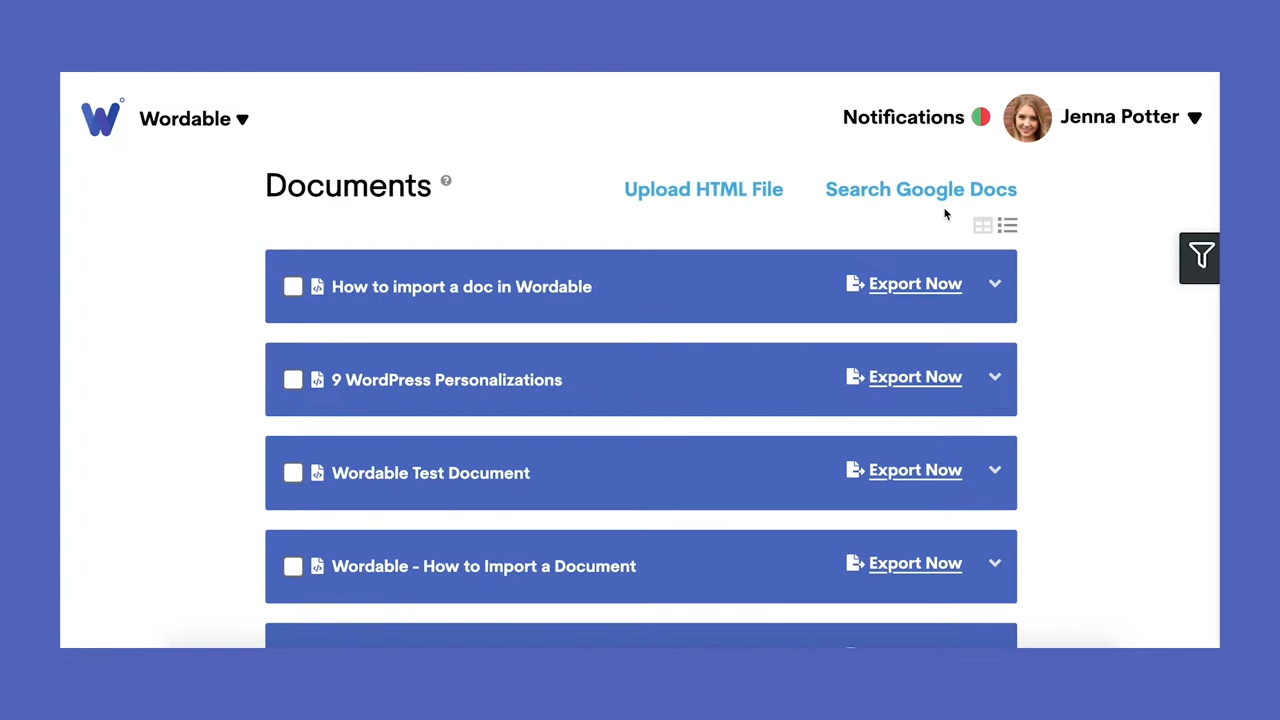 Wordable
Notifications
Jenna Potter
Documents ?
Upload HTML File
Search Google Docs
How to import a doc in Wordable
Export Now
9 WordPress Personalizations
Export Now
Wordable Test Document
Export Now
Wordable - How to Import a Document
Export Now